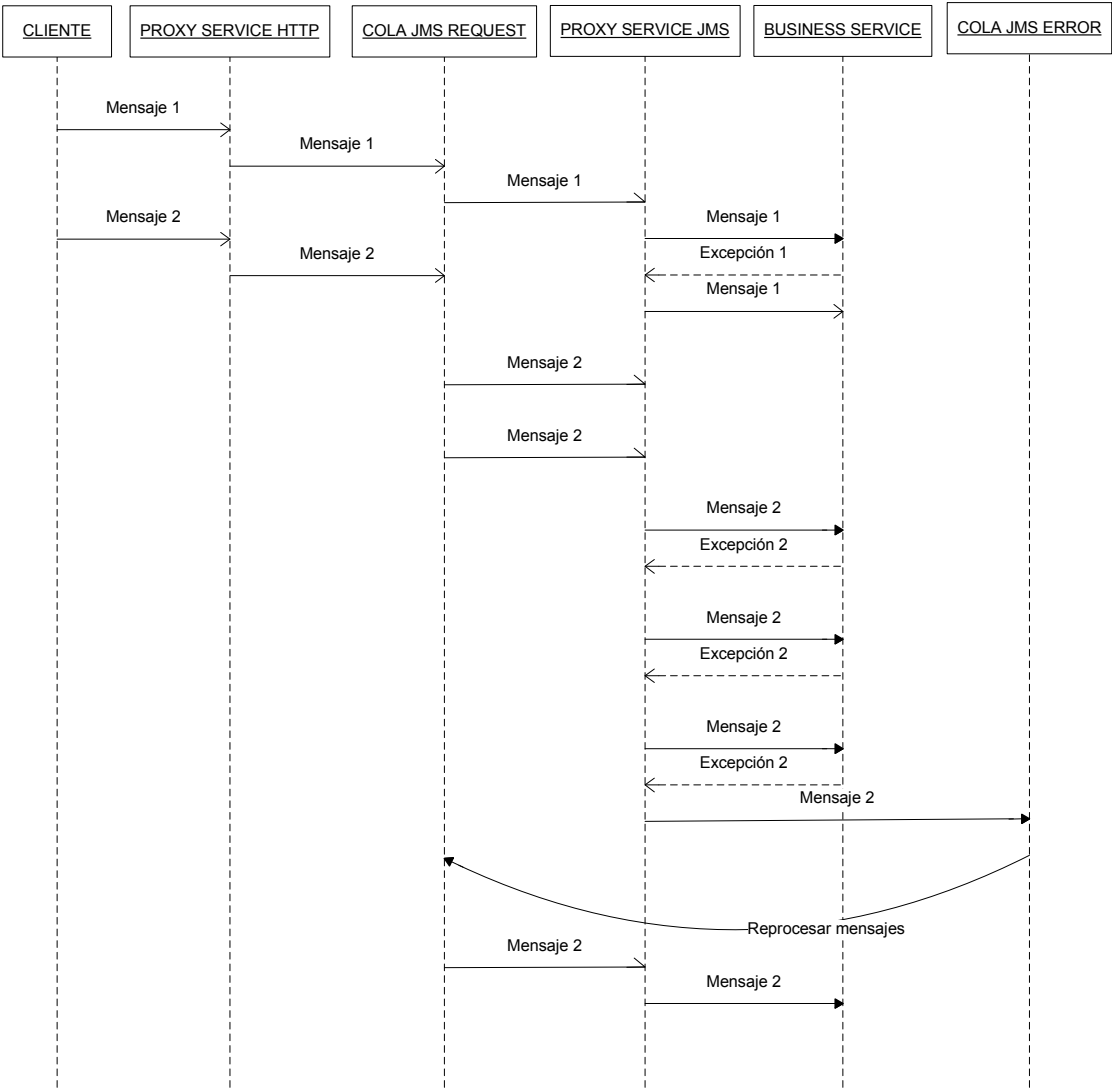 CLIENTE
PROXY SERVICE HTTP
COLA JMS REQUEST
PROXY SERVICE JMS
BUSINESS SERVICE
COLA JMS ERROR
Mensaje 1
Mensaje 1
Mensaje 1
Mensaje 2
Mensaje 1
Mensaje 2
Excepción 1
Mensaje 1
Mensaje 2
Mensaje 2
Mensaje 2
Excepción 2
Mensaje 2
Excepción 2
Mensaje 2
Excepción 2
Mensaje 2
Reprocesar mensajes
Mensaje 2
Mensaje 2